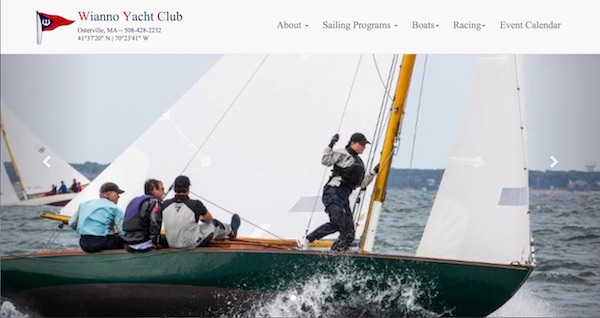 Wianno Yacht Club
Osterville, MA ~ 508-428-2232
41°37'20" N | 70°23'41" W
About Sailing Programs Boats Racing Event Calendar